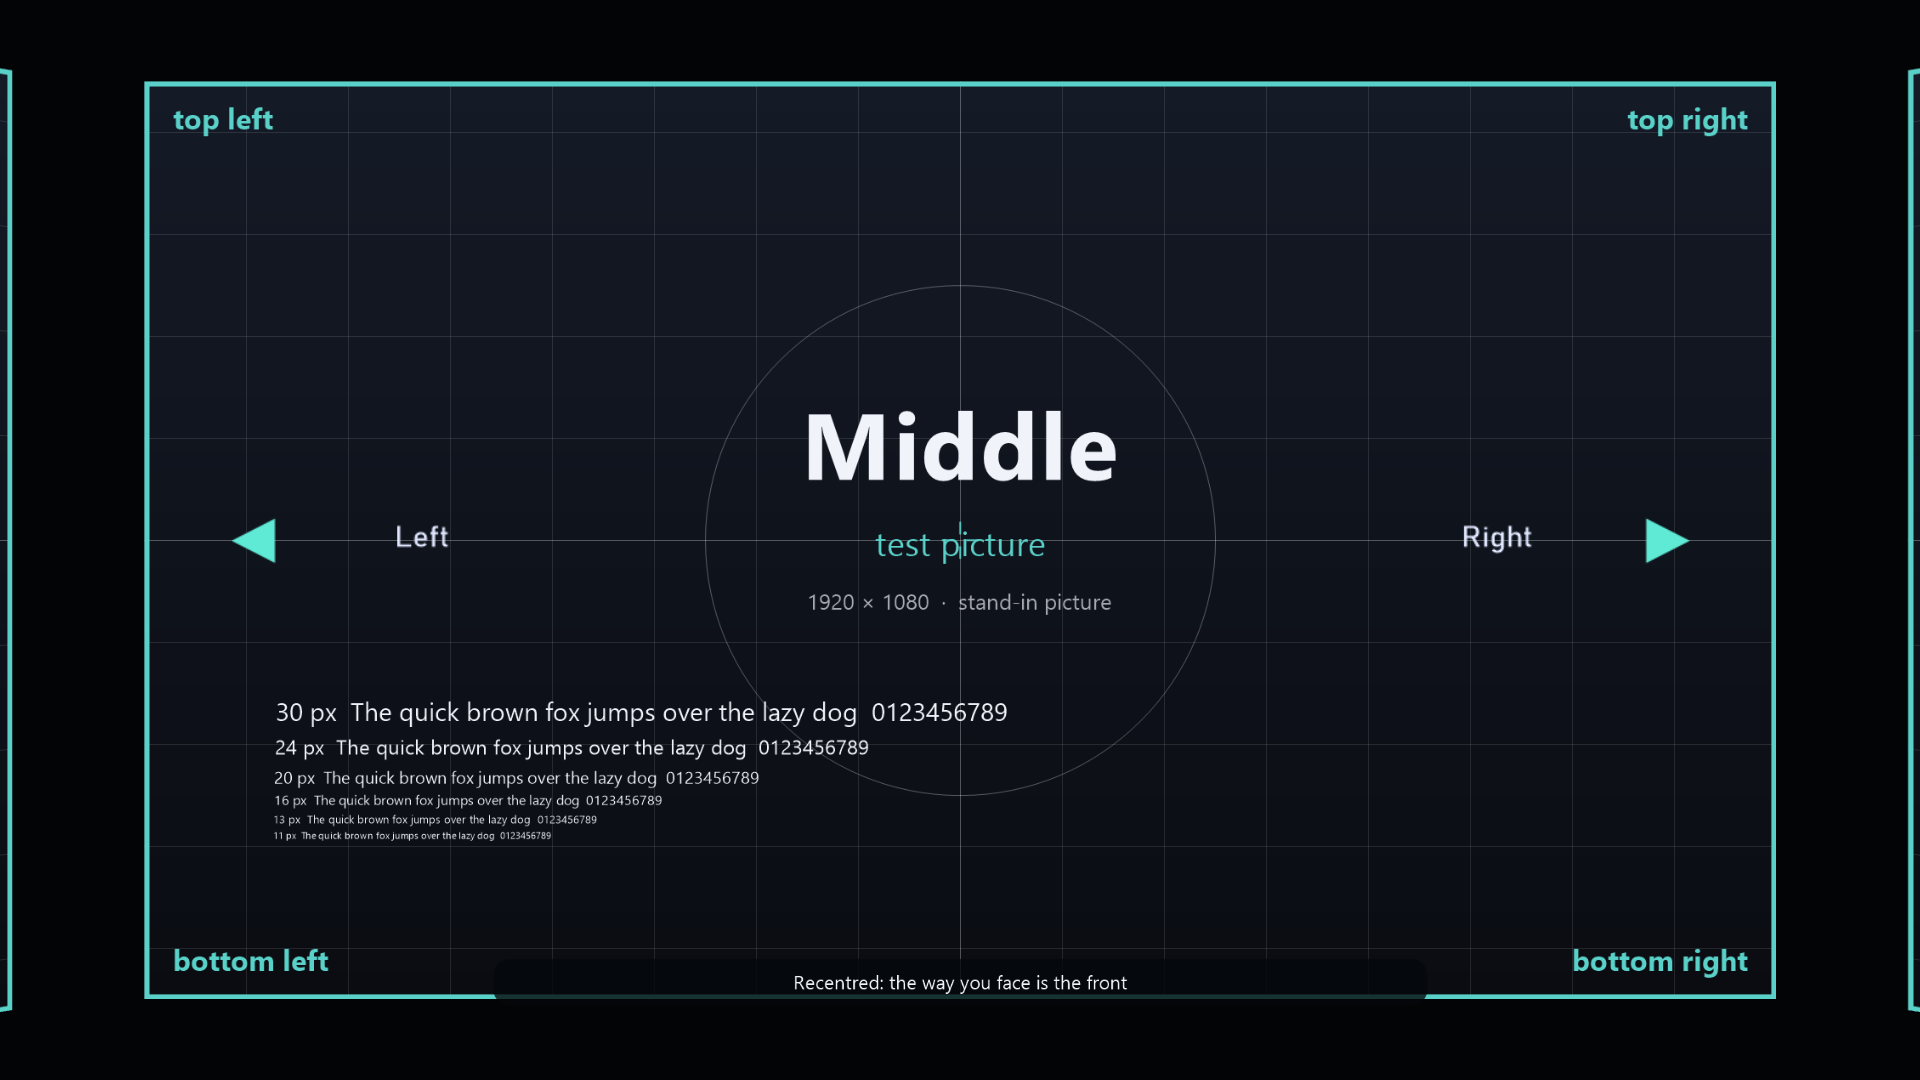 top left
top right
Middle
Left
test picture
Right
1920 × 1080 · stand-in picture
30 px The quick brown fox jumps over the lazy dog 0123456789
24 px The quick brown fox jumps over the lazy dog 0123456789
20 px The quick brown fox jumps over the lazy dog 0123456789
16 px The quick brown fox jumps over the lazy dog 0123456789
13 px The quick brown fox jumps over the lazy dog 0123456789
11 px The quick brown fox jumps over the lazy dog 0123456789
bottom left
bottom right
Recentred: the way you face is the front